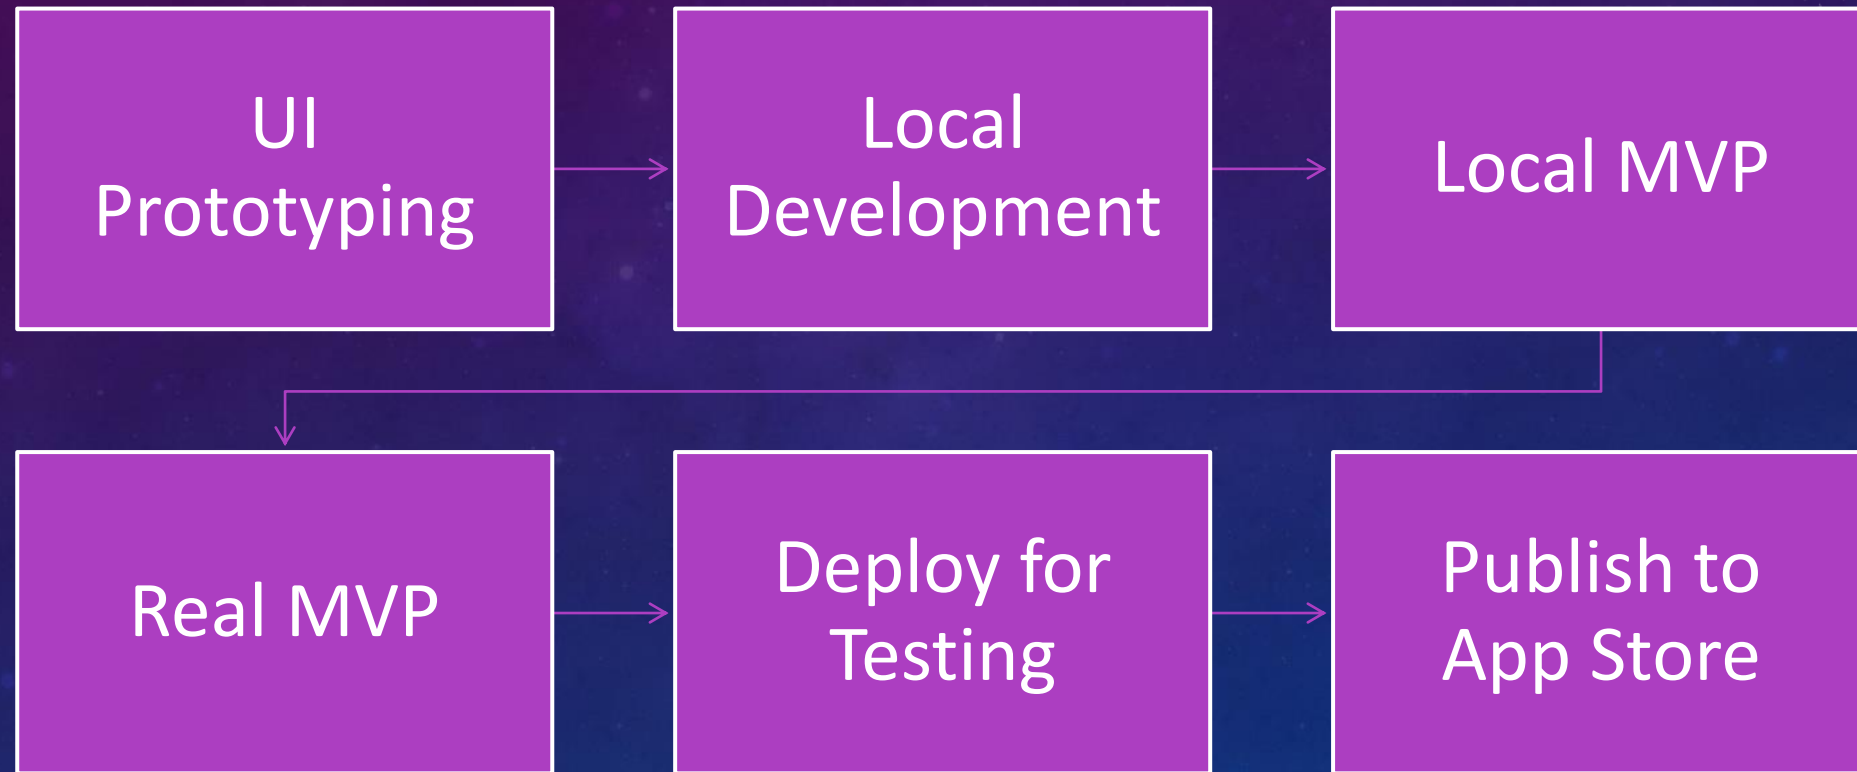 UI
Prototyping
Local
Development
Local MVP
Real MVP
Deploy for
Testing
Publish to
App Store